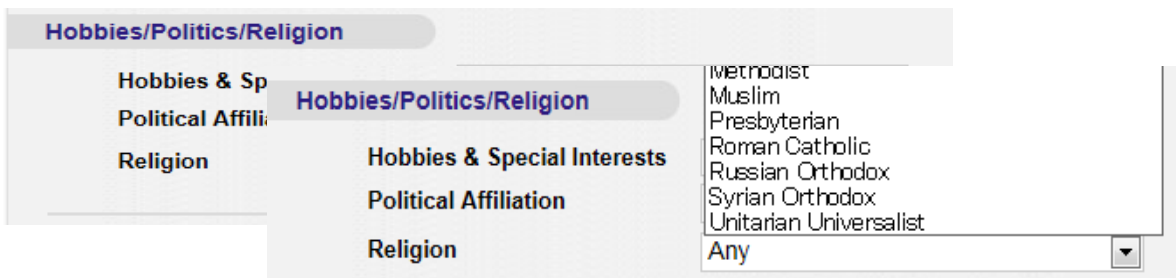 Hobbies/Politics/Religion
Hobbies & Sp
Political Affili
Religion
Hobbies/Politics/Religion
Hobbies & Special Interests
Political Affiliation
Religion
Methodist
Muslim
Presbyterian
Roman Catholic
Russian Orthodox
Syrian Orthodox
Unitarian Universalist
Any